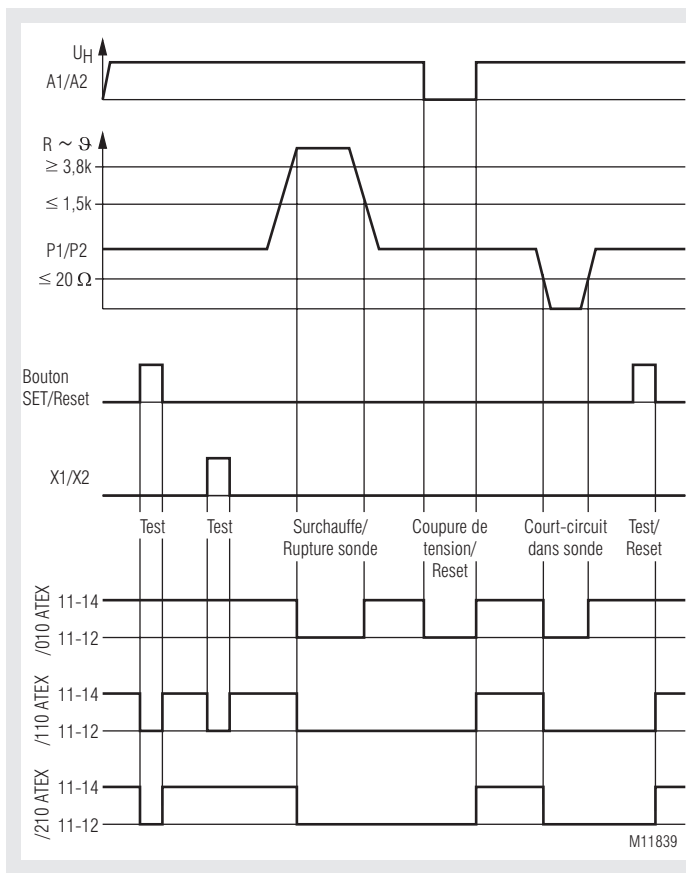 UH
A1/A2
R ~ ϑ
≥ 3,8k
≤ 1,5k
P1/P2
≤ 20 Ω
Bouton
SET/Reset
X1/X2
Test
Test
Surchauffe/
Rupture sonde
Coupure de
tension/
Reset
Court-circuit
dans sonde
Test/
Reset
/010 ATEX
11-14
11-12
/110 ATEX
11-14
11-12
/210 ATEX
11-14
11-12
M11839